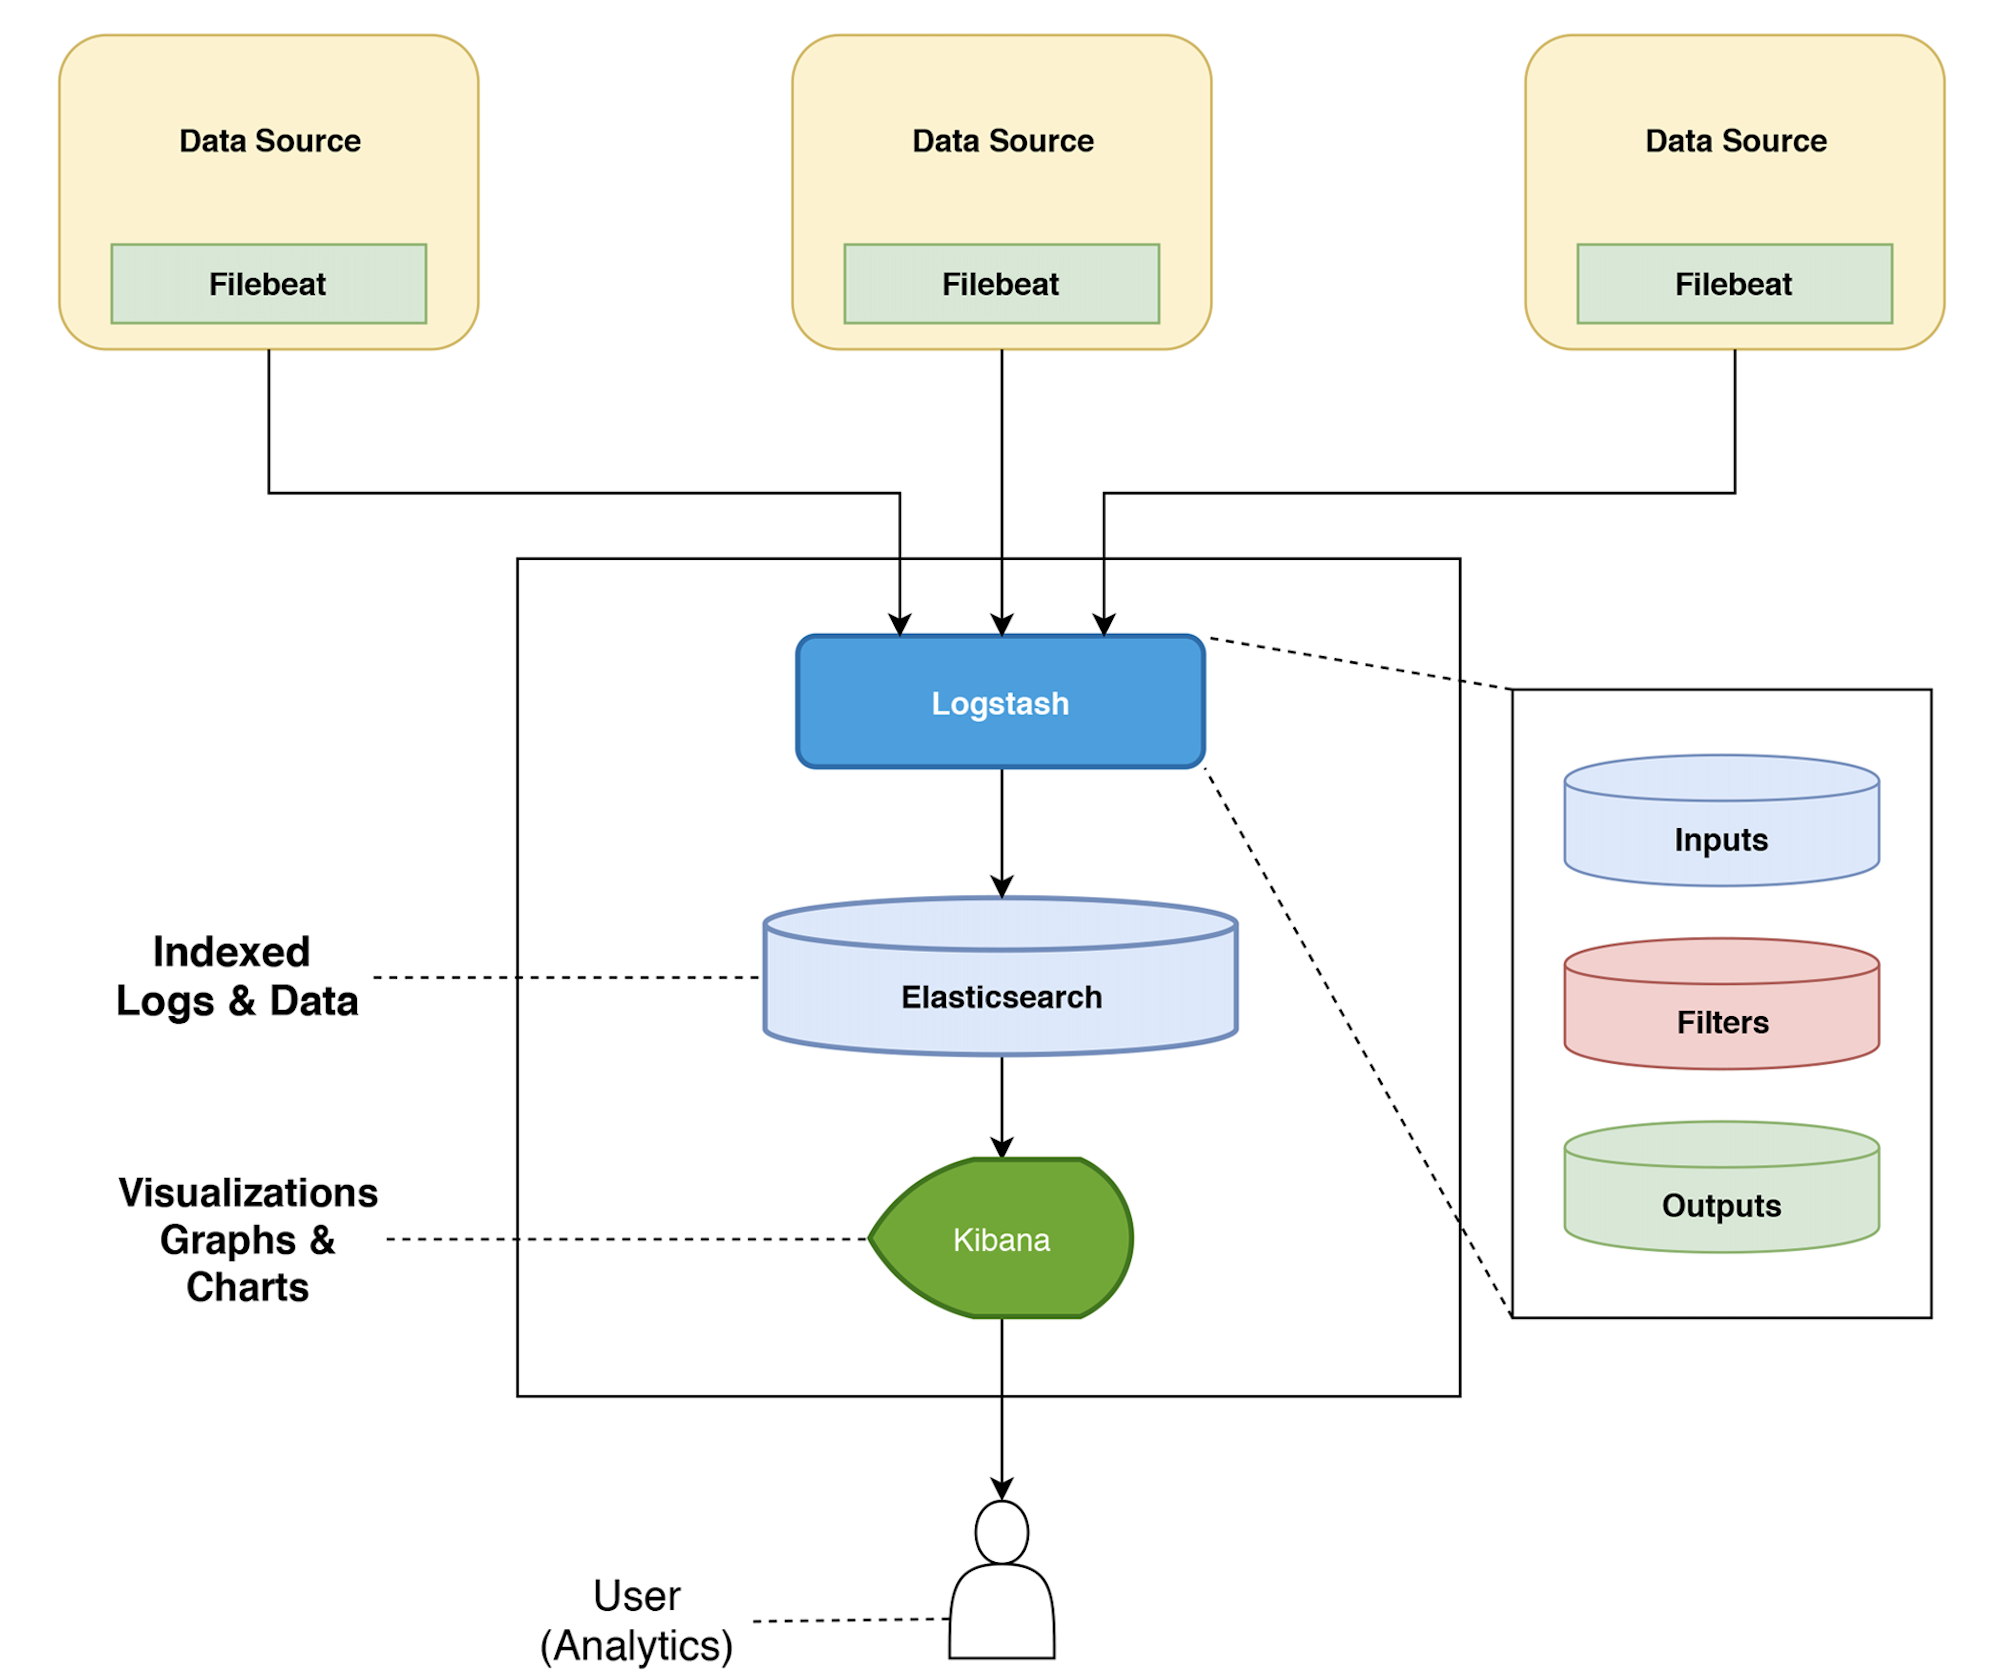 Data Source
Data Source
Data Source
Filebeat
Filebeat
Filebeat
Logstash
Inputs
Indexed
Logs & Data
Elasticsearch
Filters
Visualizations
Graphs &
Charts
Kibana
Outputs
User
(Analytics)